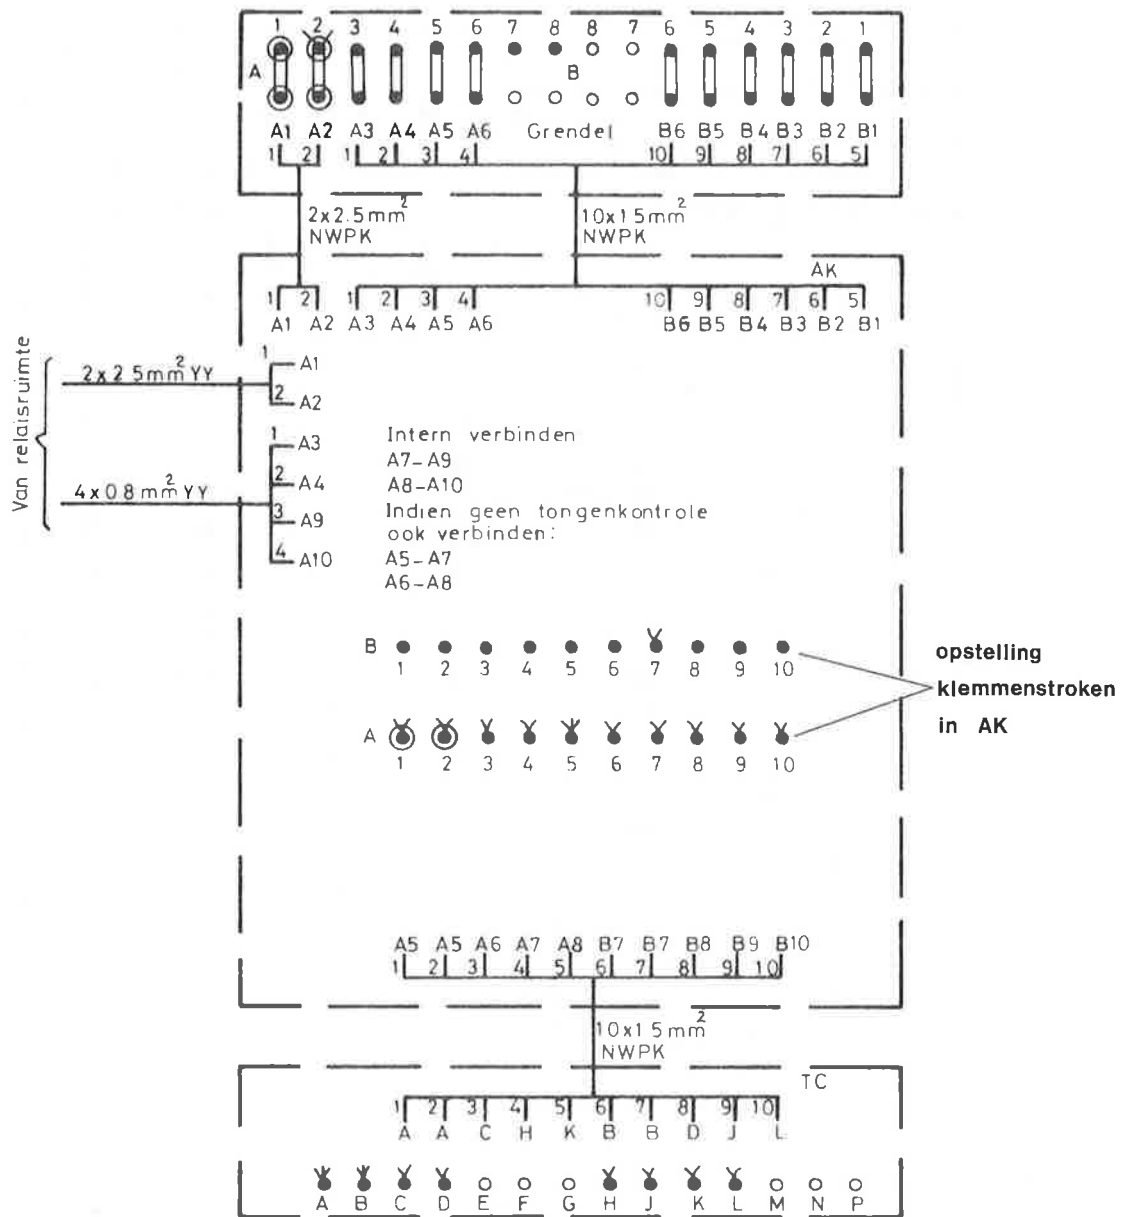 1 2 3 4 5 6 7 8 8 7 6 5 4 3 2 1
A B
A1 A2 A3 A4 A5 A6 Grendel B6 B5 B4 B3 B2 B1
1 2 1 2 3 4 10 9 8 7 6 5
2x2.5mm² 10x15mm²
NWPK NWPK
AK
1 2 1 2 3 4 10 9 8 7 6 5
A1 A2 A3 A4 A5 A6 B6 B5 B4 B3 B2 B1
Van relaisruimte
1 A1
2x25mm² YY
2 A2
1 A3 Intern verbinden
A7-A9
2 A4 A8-A10
4x08mm² YY
3 A9 Indien geen tongenkontrole
ook verbinden:
4 A10 A5-A7
A6-A8
B
1 2 3 4 5 6 7 8 9 10
opstelling
klemmenstroken
in AK
A
1 2 3 4 5 6 7 8 9 10
A5 A5 A6 A7 A8 B7 B7 B8 B9 B10
1 2 3 4 5 6 7 8 9 10
10x15mm²
NWPK
TC
1 2 3 4 5 6 7 8 9 10
A A C H K B B D J L
A B C D E F G H J K L M N P